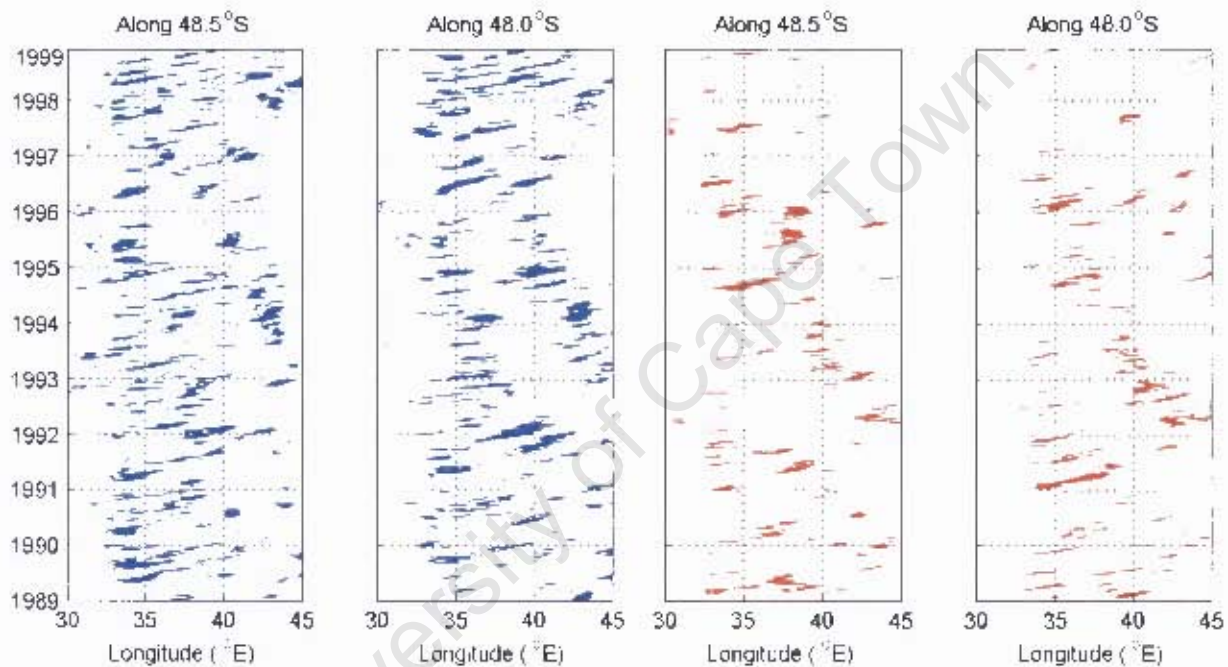 Along 48.5°S Along 48.0°S Along 48.5°S Along 48.0°S
1999
1998
1997
1996
1995
1994
1993
1992
1991
1990
1989
30 35 40 45 30 35 40 45 30 35 40 45 30 35 40 45
Longitude (°E) Longitude (°E) Longitude (°E) Longitude (°E)
University of Cape Town